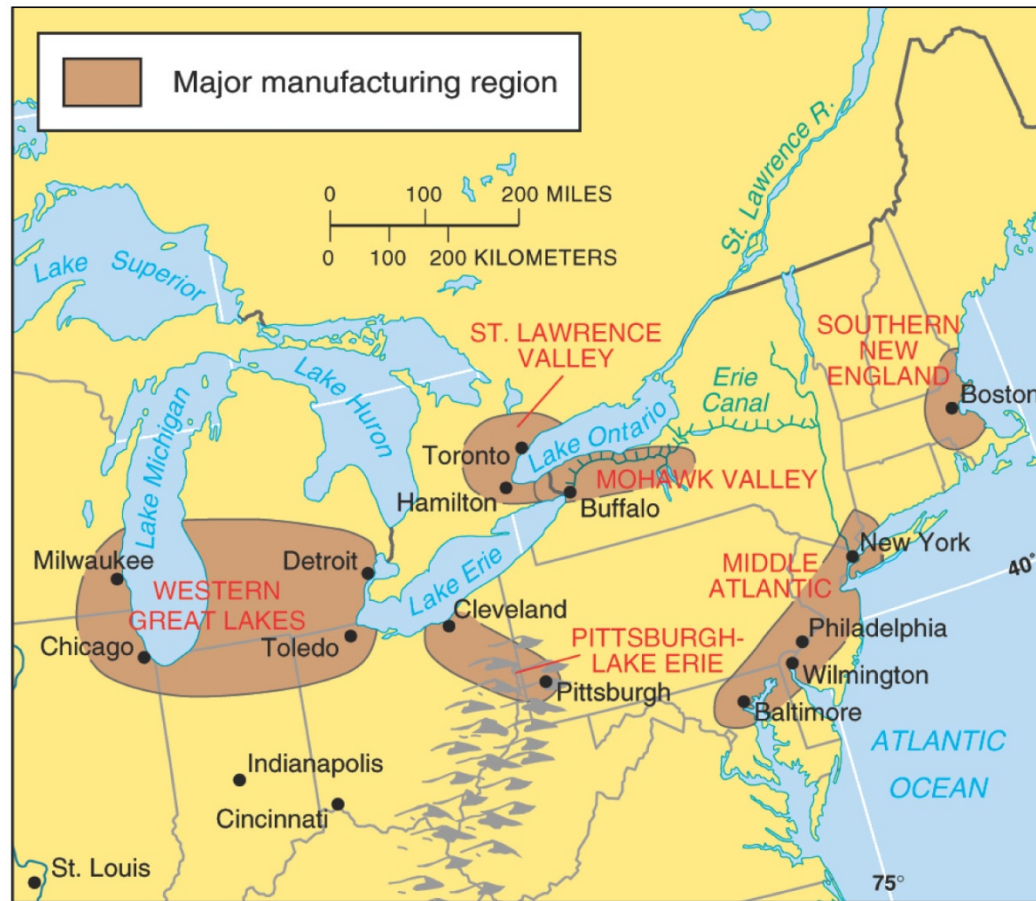 Major manufacturing region
0 100 200 MILES
0 100 200 KILOMETERS
St. Lawrence R.
Lake Superior
ST. LAWRENCE
VALLEY
SOUTHERN
NEW
ENGLAND
Boston
Lake Michigan
Lake Huron
Erie
Canal
Lake Ontario
Toronto
Hamilton
MOHAWK VALLEY
Buffalo
Milwaukee
Detroit
WESTERN
GREAT LAKES
Lake Erie
Cleveland
MIDDLE
ATLANTIC
New York
40°
Chicago
Toledo
PITTSBURGH-
LAKE ERIE
Pittsburgh
Philadelphia
Wilmington
Baltimore
ATLANTIC
OCEAN
Indianapolis
Cincinnati
St. Louis
75°